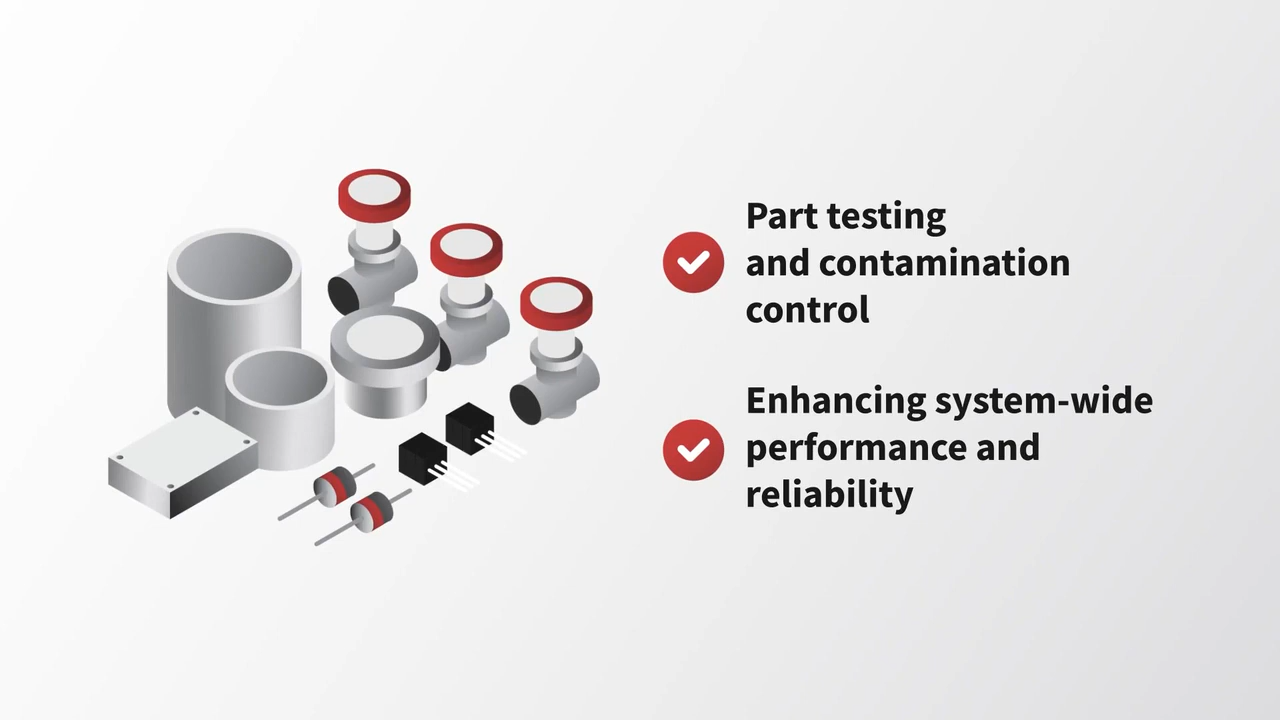 Part testing
and contamination
control
Enhancing system-wide
performance and
reliability